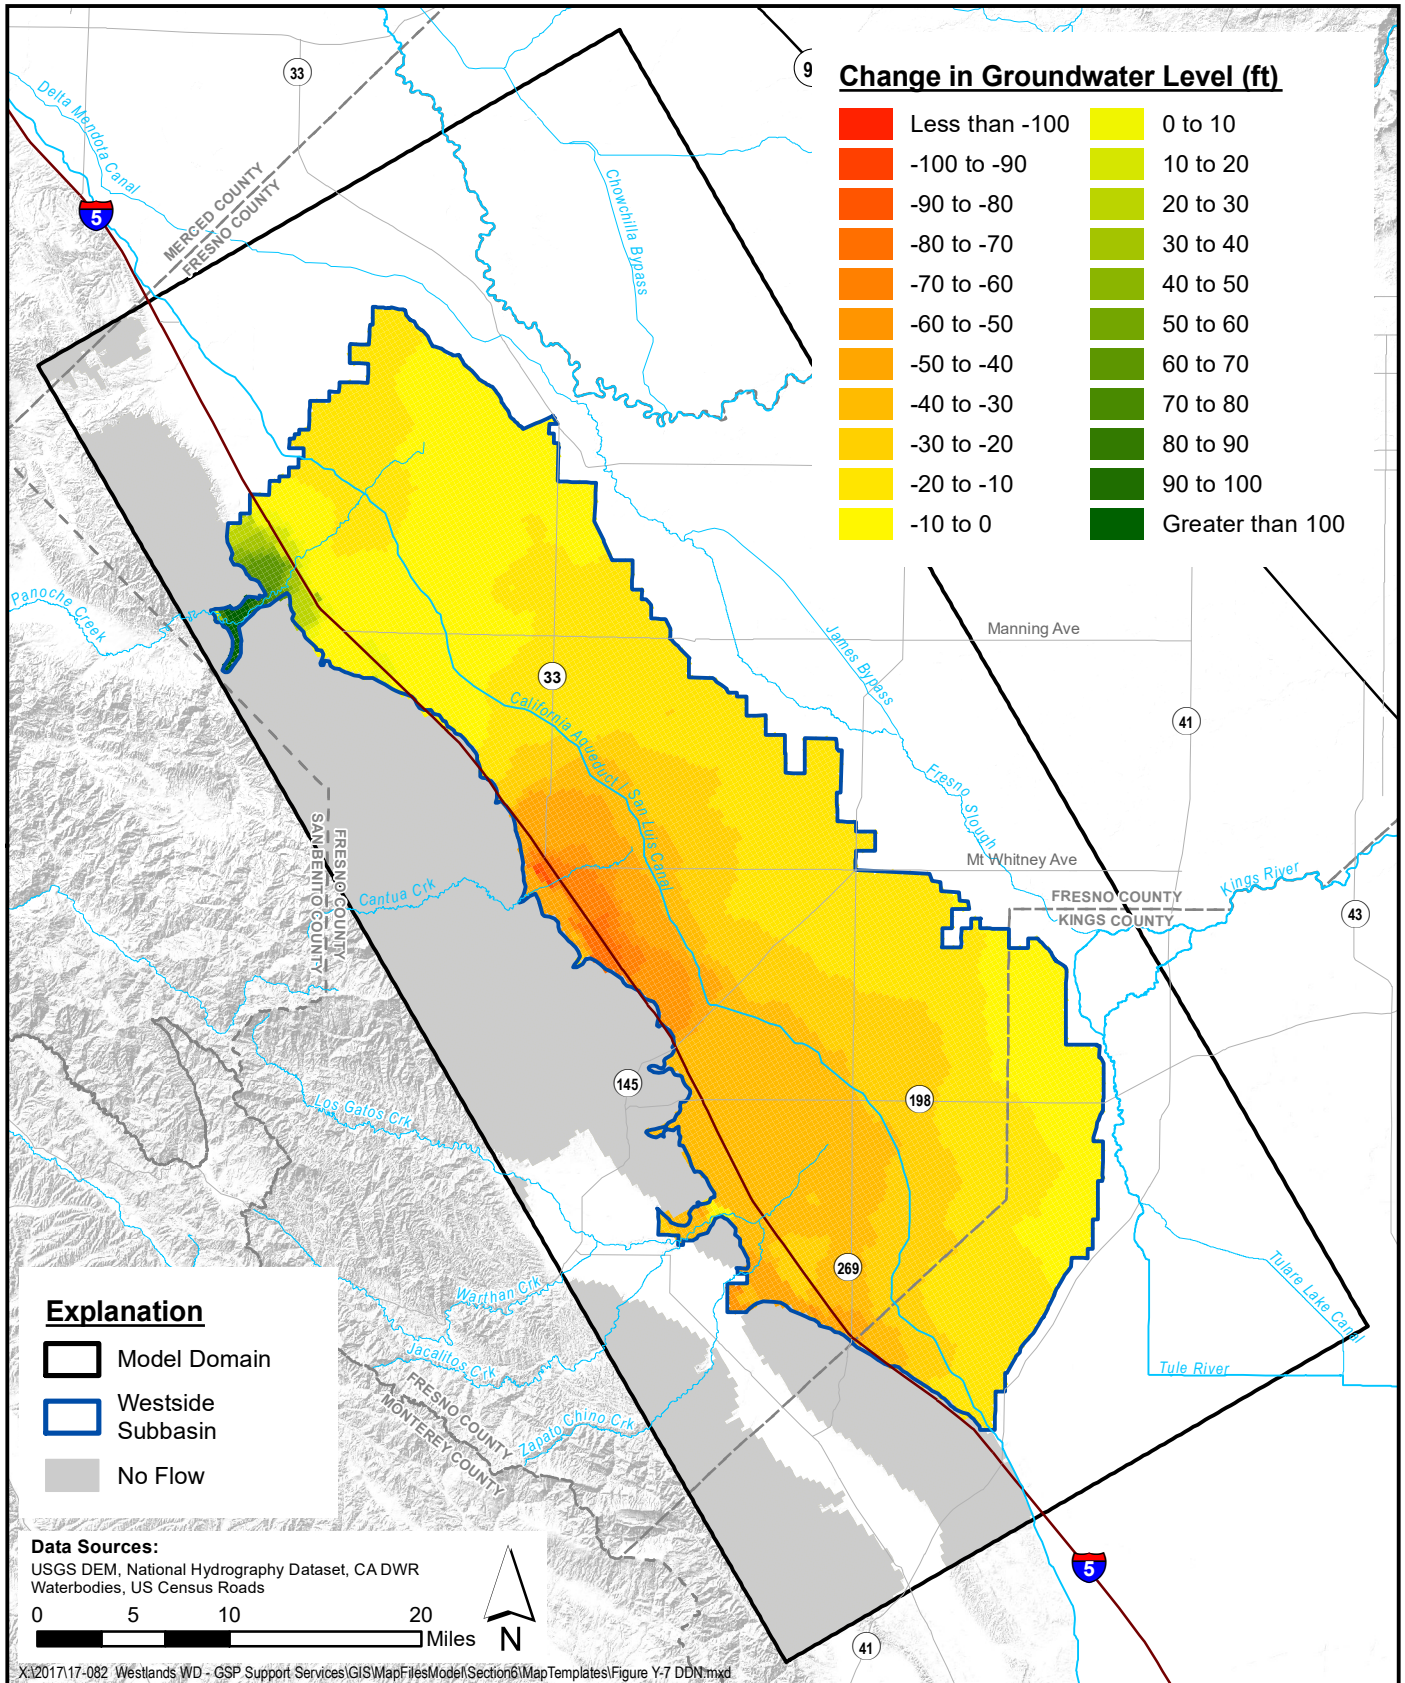 Change in Groundwater Level (ft)
Less than -100
-100 to -90
-90 to -80
-80 to -70
-70 to -60
-60 to -50
-50 to -40
-40 to -30
-30 to -20
-20 to -10
-10 to 0
0 to 10
10 to 20
20 to 30
30 to 40
40 to 50
50 to 60
60 to 70
70 to 80
80 to 90
90 to 100
Greater than 100
33
9
Delta Mendota Canal
5
MERCED COUNTY
FRESNO COUNTY
Chowchilla Bypass
Panoche Creek
Manning Ave
James Bypass
33
41
California Aqueduct / San Luis Canal
Fresno Slough
SAN BENITO COUNTY
FRESNO COUNTY
Mt Whitney Ave
Kings River
Cantua Crk
FRESNO COUNTY
KINGS COUNTY
43
145
198
Los Gatos Crk
269
Tulare Lake Canal
Warthan Crk
Jacalitos Crk
Tule River
FRESNO COUNTY
MONTEREY COUNTY
Zapato Chino Crk
5
41
Explanation
Model Domain
Westside
Subbasin
No Flow
Data Sources:
USGS DEM, National Hydrography Dataset, CA DWR
Waterbodies, US Census Roads
0 5 10 20
Miles
N
X:\2017\17-082 Westlands WD - GSP Support Services\GIS\MapFilesModel\Section6\MapTemplates\Figure Y-7 DDN.mxd